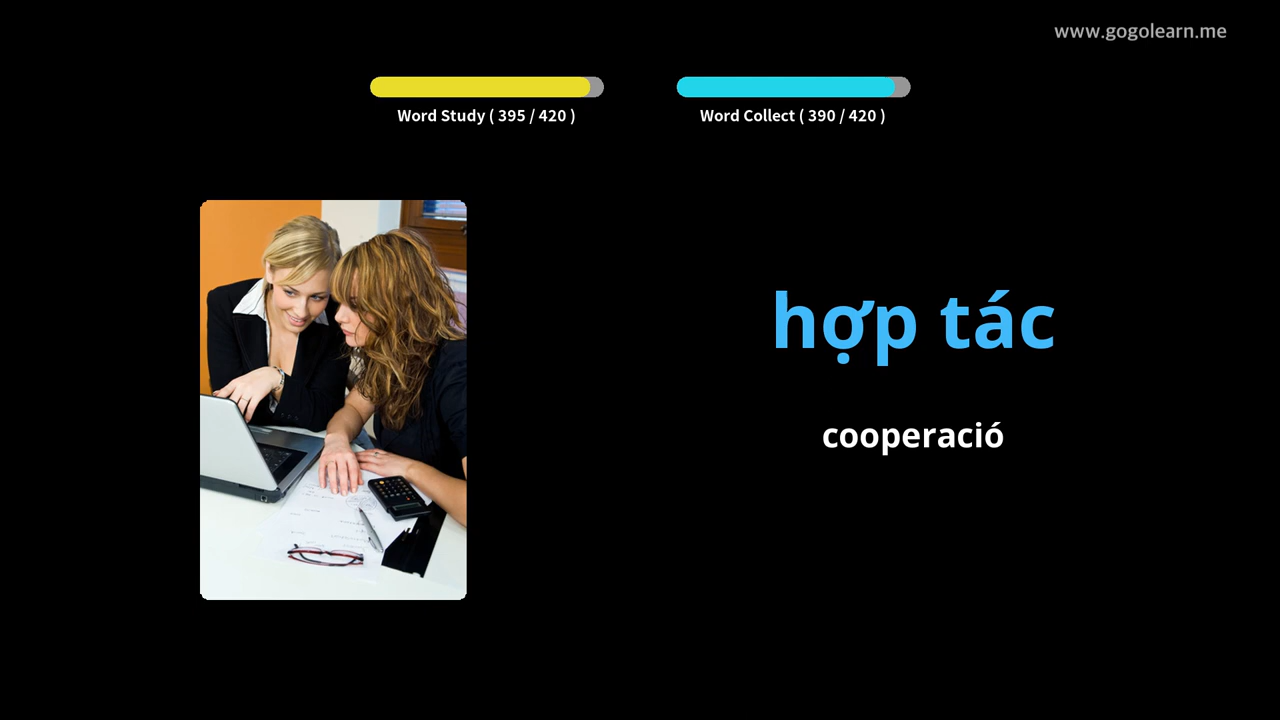 www.gogolearn.me
Word Study ( 395 / 420 )
Word Collect ( 390 / 420 )
hợp tác
cooperació